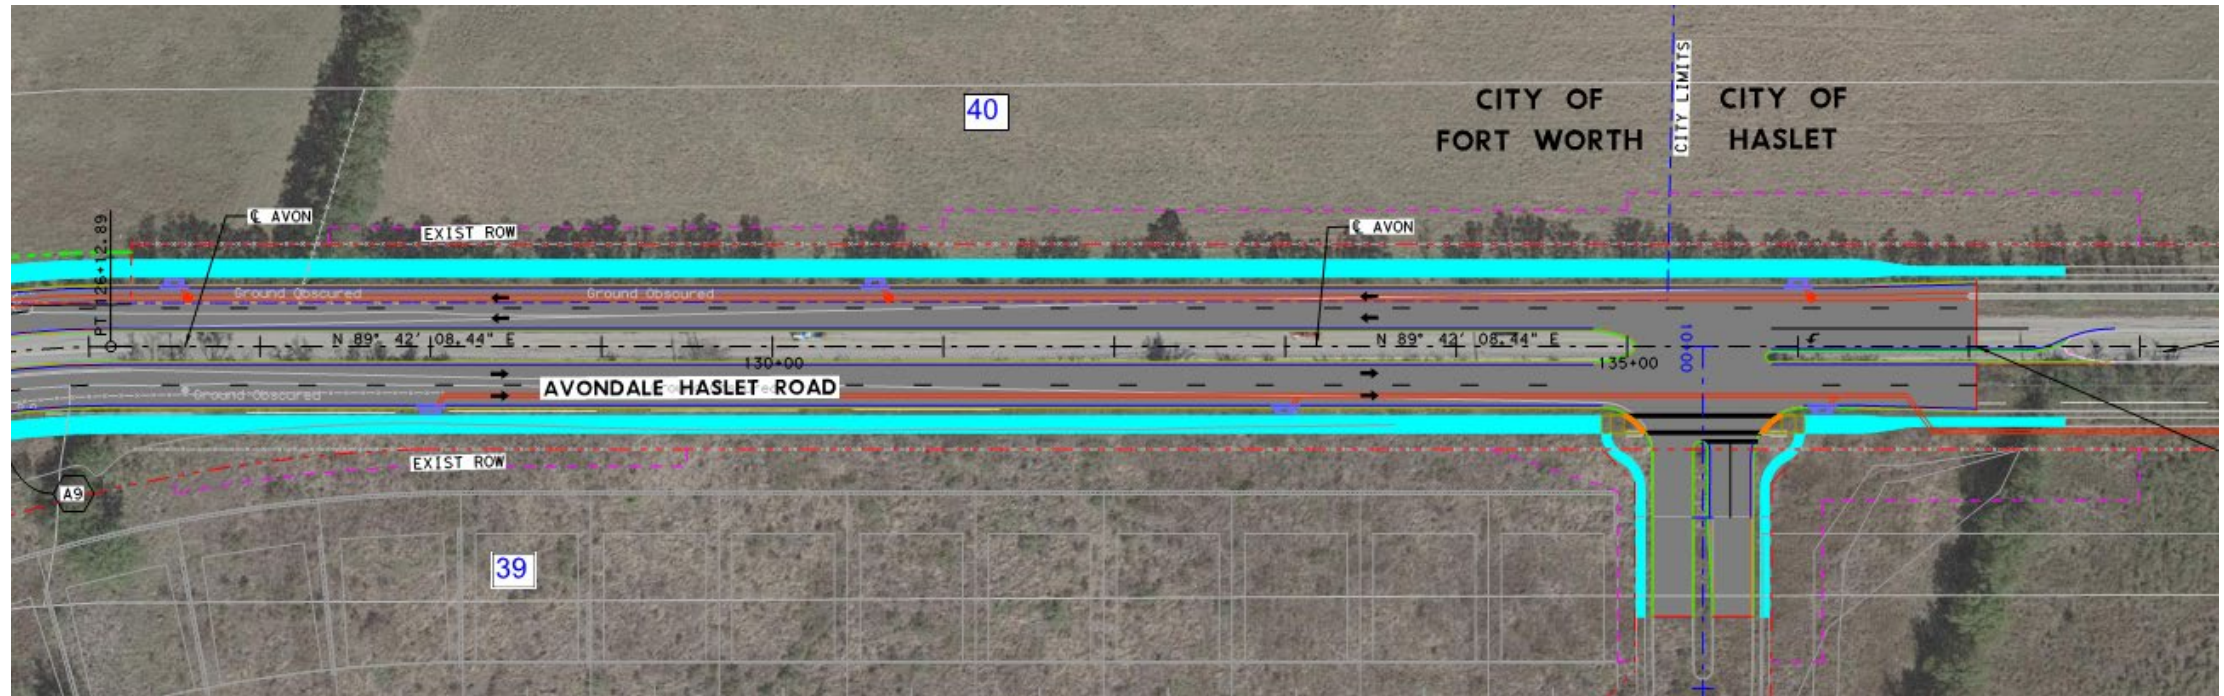 40
CITY OF
FORT WORTH
CITY LIMITS
CITY OF
HASLET
PT 126+12.89
℄ AVON
EXIST ROW
℄ AVON
Ground Obscured
Ground Obscured
N 89° 42' 08.44" E
N 89° 42' 08.44" E
130+00
135+00
10+00
Ground Obscured
AVONDALE HASLET ROAD
EXIST ROW
A9
39